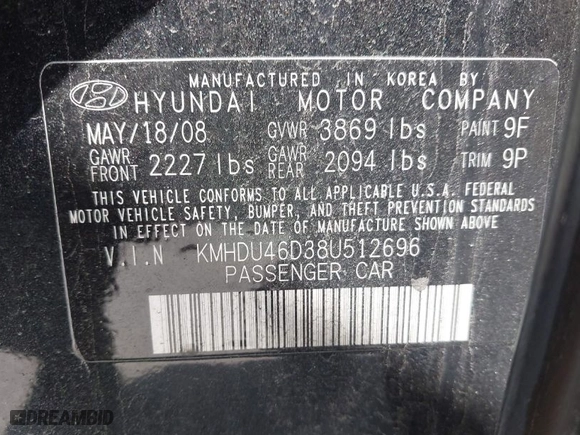 MANUFACTURED IN KOREA BY
HYUNDAI MOTOR COMPANY
MAY/18/08 GVWR 3869 lbs PAINT 9F
GAWR FRONT 2227 lbs GAWR REAR 2094 lbs TRIM 9P
THIS VEHICLE CONFORMS TO ALL APPLICABLE U.S.A. FEDERAL
MOTOR VEHICLE SAFETY, BUMPER, AND THEFT PREVENTION STANDARDS
IN EFFECT ON THE DATE OF MANUFACTURE SHOWN ABOVE
V.I.N KMHDU46D38U512696
PASSENGER CAR
DREAMBID